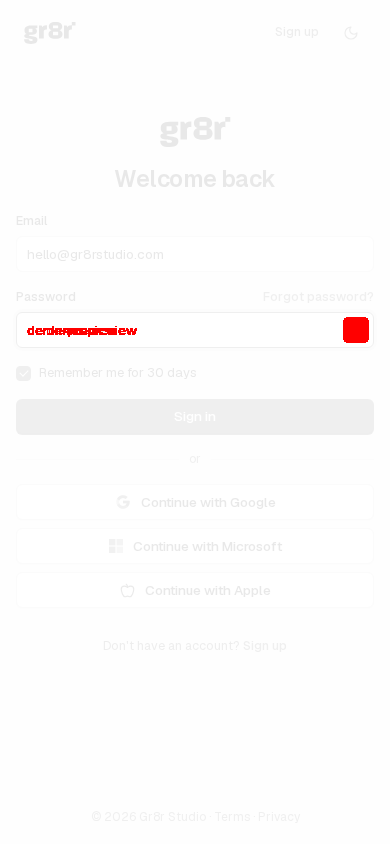 gr8r
Sign up
gr8r
Welcome back
Email
hello@gr8rstudio.com
Password
Forgot password?
Remember me for 30 days
Sign in
or
Continue with Google
Continue with Microsoft
Continue with Apple
Don't have an account? Sign up
© 2026 Gr8r Studio · Terms · Privacy